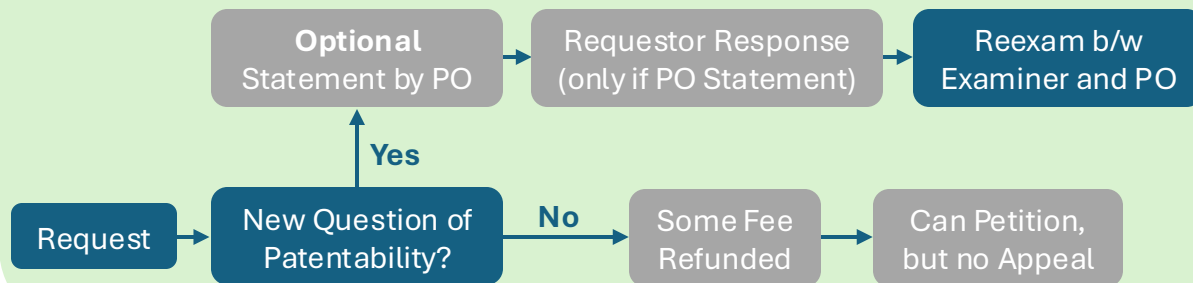 Optional
Statement by PO
Requestor Response
(only if PO Statement)
Reexam b/w
Examiner and PO
Yes
Request
New Question of
Patentability?
No
Some Fee
Refunded
Can Petition,
but no Appeal